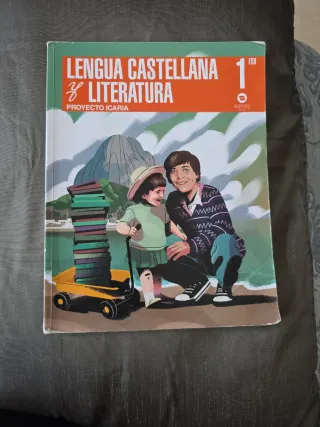 LENGUA CASTELLANA
y LITERATURA
PROYECTO ICARIA
1 ESO